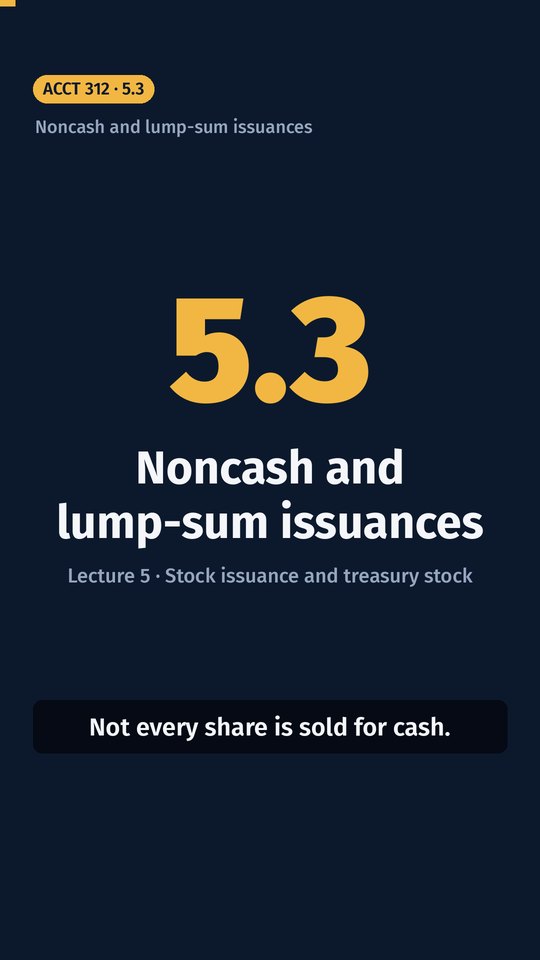 ACCT 312 · 5.3
Noncash and lump-sum issuances
5.3
Noncash and
lump-sum issuances
Lecture 5 · Stock issuance and treasury stock
Not every share is sold for cash.